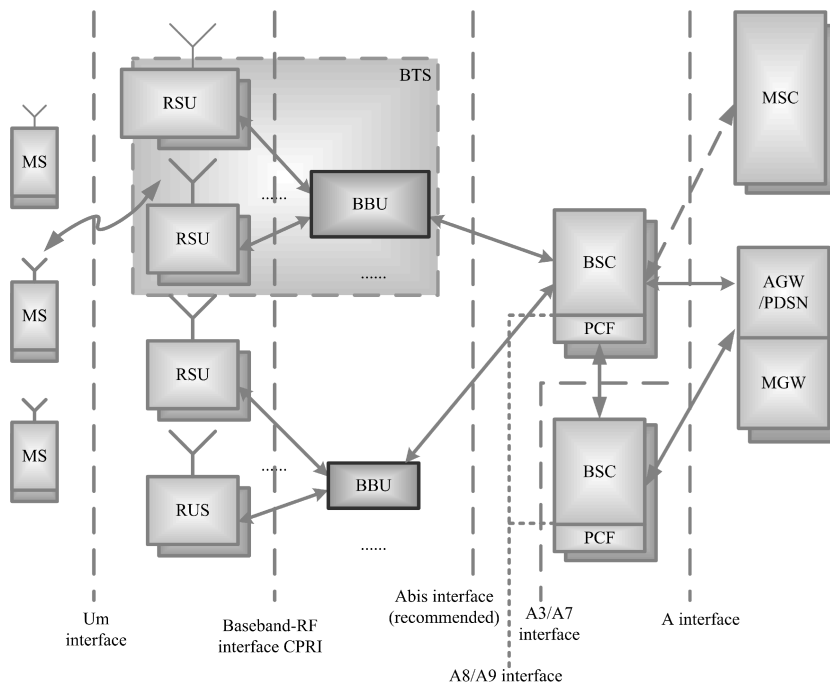 BTS
RSU
MSC
MS
......
BBU
RSU
BSC
......
AGW
/PDSN
MS
PCF
RSU
MGW
MS
......
BBU
BSC
RUS
PCF
......
Um
interface
Baseband-RF
interface CPRI
Abis interface
(recommended)
A3/A7
interface
A interface
A8/A9 interface